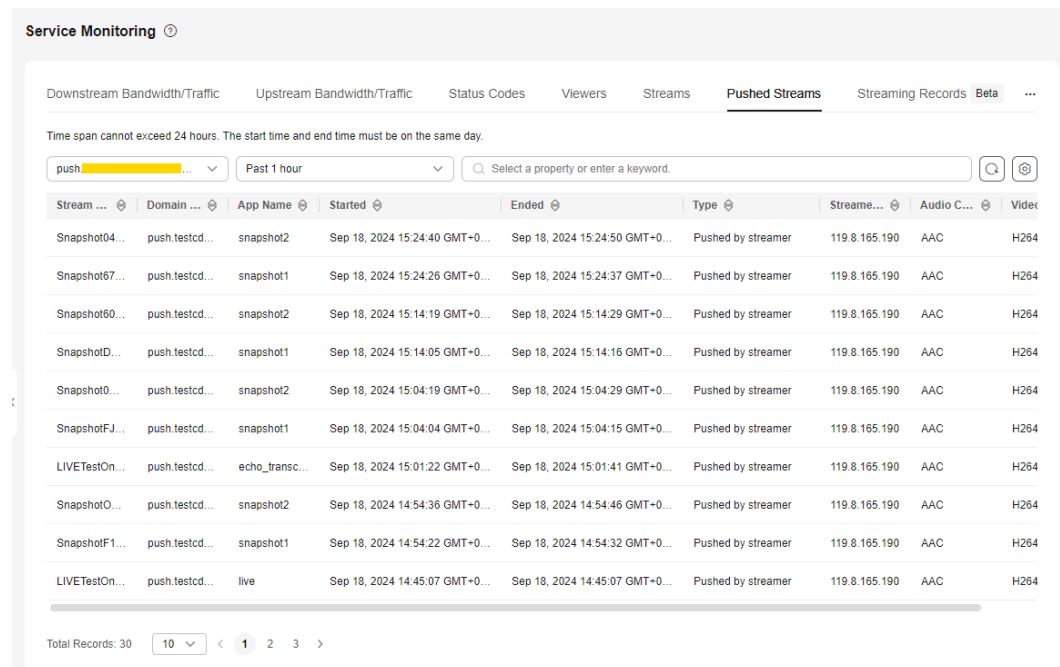 Service Monitoring ?
Downstream Bandwidth/Traffic Upstream Bandwidth/Traffic Status Codes Viewers Streams Pushed Streams Streaming Records Beta ...
Time span cannot exceed 24 hours. The start time and end time must be on the same day.
push. ... Past 1 hour Select a property or enter a keyword.
Stream ... Domain ... App Name Started Ended Type Streame... Audio C... Videc
Snapshot04... push.testcd... snapshot2 Sep 18, 2024 15:24:40 GMT+0... Sep 18, 2024 15:24:50 GMT+0... Pushed by streamer 119.8.165.190 AAC H264
Snapshot67... push.testcd... snapshot1 Sep 18, 2024 15:24:26 GMT+0... Sep 18, 2024 15:24:37 GMT+0... Pushed by streamer 119.8.165.190 AAC H264
Snapshot60... push.testcd... snapshot2 Sep 18, 2024 15:14:19 GMT+0... Sep 18, 2024 15:14:29 GMT+0... Pushed by streamer 119.8.165.190 AAC H264
SnapshotD... push.testcd... snapshot1 Sep 18, 2024 15:14:05 GMT+0... Sep 18, 2024 15:14:16 GMT+0... Pushed by streamer 119.8.165.190 AAC H264
Snapshot0... push.testcd... snapshot2 Sep 18, 2024 15:04:19 GMT+0... Sep 18, 2024 15:04:29 GMT+0... Pushed by streamer 119.8.165.190 AAC H264
SnapshotFJ... push.testcd... snapshot1 Sep 18, 2024 15:04:04 GMT+0... Sep 18, 2024 15:04:15 GMT+0... Pushed by streamer 119.8.165.190 AAC H264
LIVETestOn... push.testcd... echo_transc... Sep 18, 2024 15:01:22 GMT+0... Sep 18, 2024 15:01:41 GMT+0... Pushed by streamer 119.8.165.190 AAC H264
SnapshotO... push.testcd... snapshot2 Sep 18, 2024 14:54:36 GMT+0... Sep 18, 2024 14:54:46 GMT+0... Pushed by streamer 119.8.165.190 AAC H264
SnapshotF1... push.testcd... snapshot1 Sep 18, 2024 14:54:22 GMT+0... Sep 18, 2024 14:54:32 GMT+0... Pushed by streamer 119.8.165.190 AAC H264
LIVETestOn... push.testcd... live Sep 18, 2024 14:45:07 GMT+0... Sep 18, 2024 14:45:07 GMT+0... Pushed by streamer 119.8.165.190 AAC H264
Total Records: 30 10 < 1 2 3 >